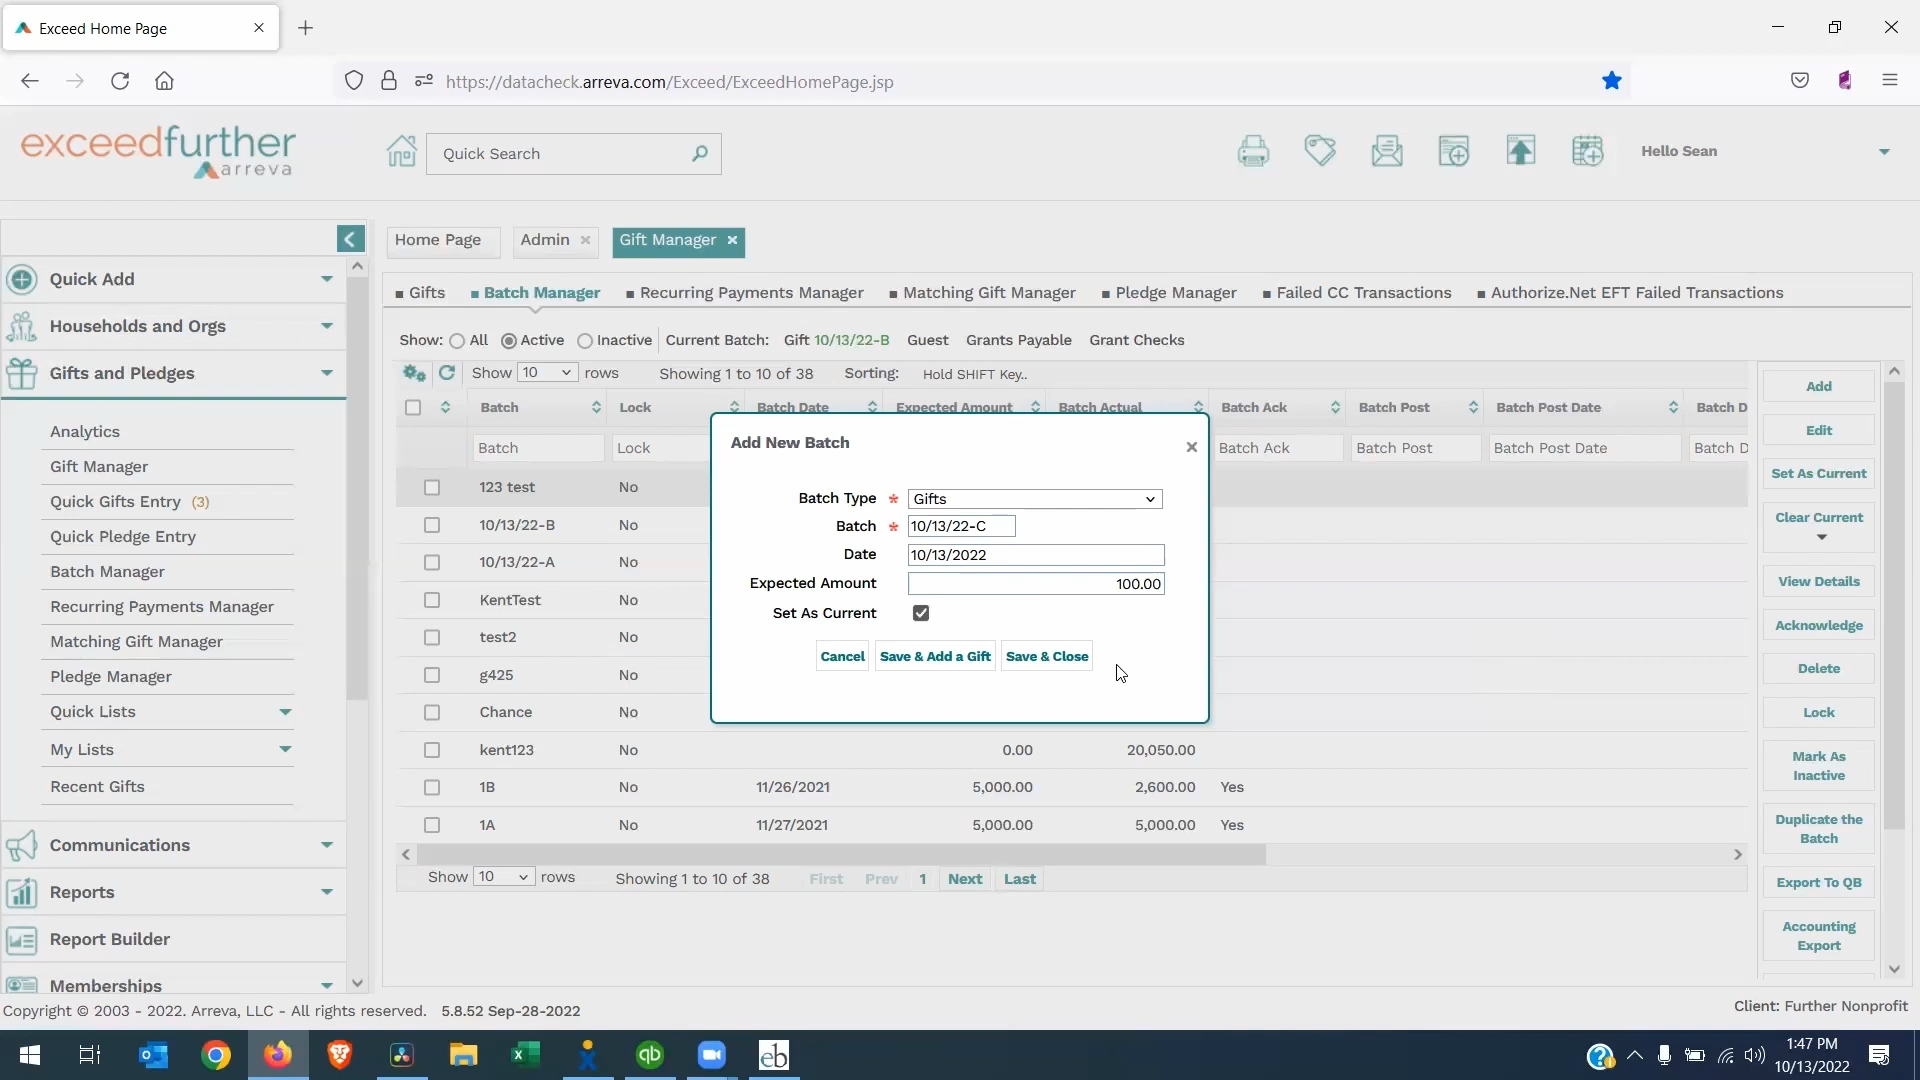 Exceed Home Page
https://datacheck.arreva.com/Exceed/ExceedHomePage.jsp
exceedfurther
arreva
Quick Search
Hello Sean
Home Page
Admin
Gift Manager
Quick Add
Households and Orgs
Gifts and Pledges
Analytics
Gift Manager
Quick Gifts Entry (3)
Quick Pledge Entry
Batch Manager
Recurring Payments Manager
Matching Gift Manager
Pledge Manager
Quick Lists
My Lists
Recent Gifts
Communications
Reports
Report Builder
Memberships
Gifts Batch Manager Recurring Payments Manager Matching Gift Manager Pledge Manager Failed CC Transactions Authorize.Net EFT Failed Transactions
Show: All Active Inactive Current Batch: Gift 10/13/22-B Guest Grants Payable Grant Checks
Show 10 rows Showing 1 to 10 of 38 Sorting: Hold SHIFT Key..
Batch Lock Batch Date Expected Amount Batch Actual Batch Ack Batch Post Batch Post Date Batch D
Batch Lock Batch Ack Batch Post Batch Post Date Batch D
123 test No
10/13/22-B No
10/13/22-A No
KentTest No
test2 No
g425 No
Chance No
kent123 No 0.00 20,050.00
1B No 11/26/2021 5,000.00 2,600.00 Yes
1A No 11/27/2021 5,000.00 5,000.00 Yes
Show 10 rows Showing 1 to 10 of 38 First Prev 1 Next Last
Add New Batch
Batch Type * Gifts
Batch * 10/13/22-C
Date 10/13/2022
Expected Amount 100.00
Set As Current
Cancel Save & Add a Gift Save & Close
Add
Edit
Set As Current
Clear Current
View Details
Acknowledge
Delete
Lock
Mark As
Inactive
Duplicate the
Batch
Export To QB
Accounting
Export
Copyright © 2003 - 2022. Arreva, LLC - All rights reserved. 5.8.52 Sep-28-2022
Client: Further Nonprofit
qb
eb
1:47 PM
10/13/2022